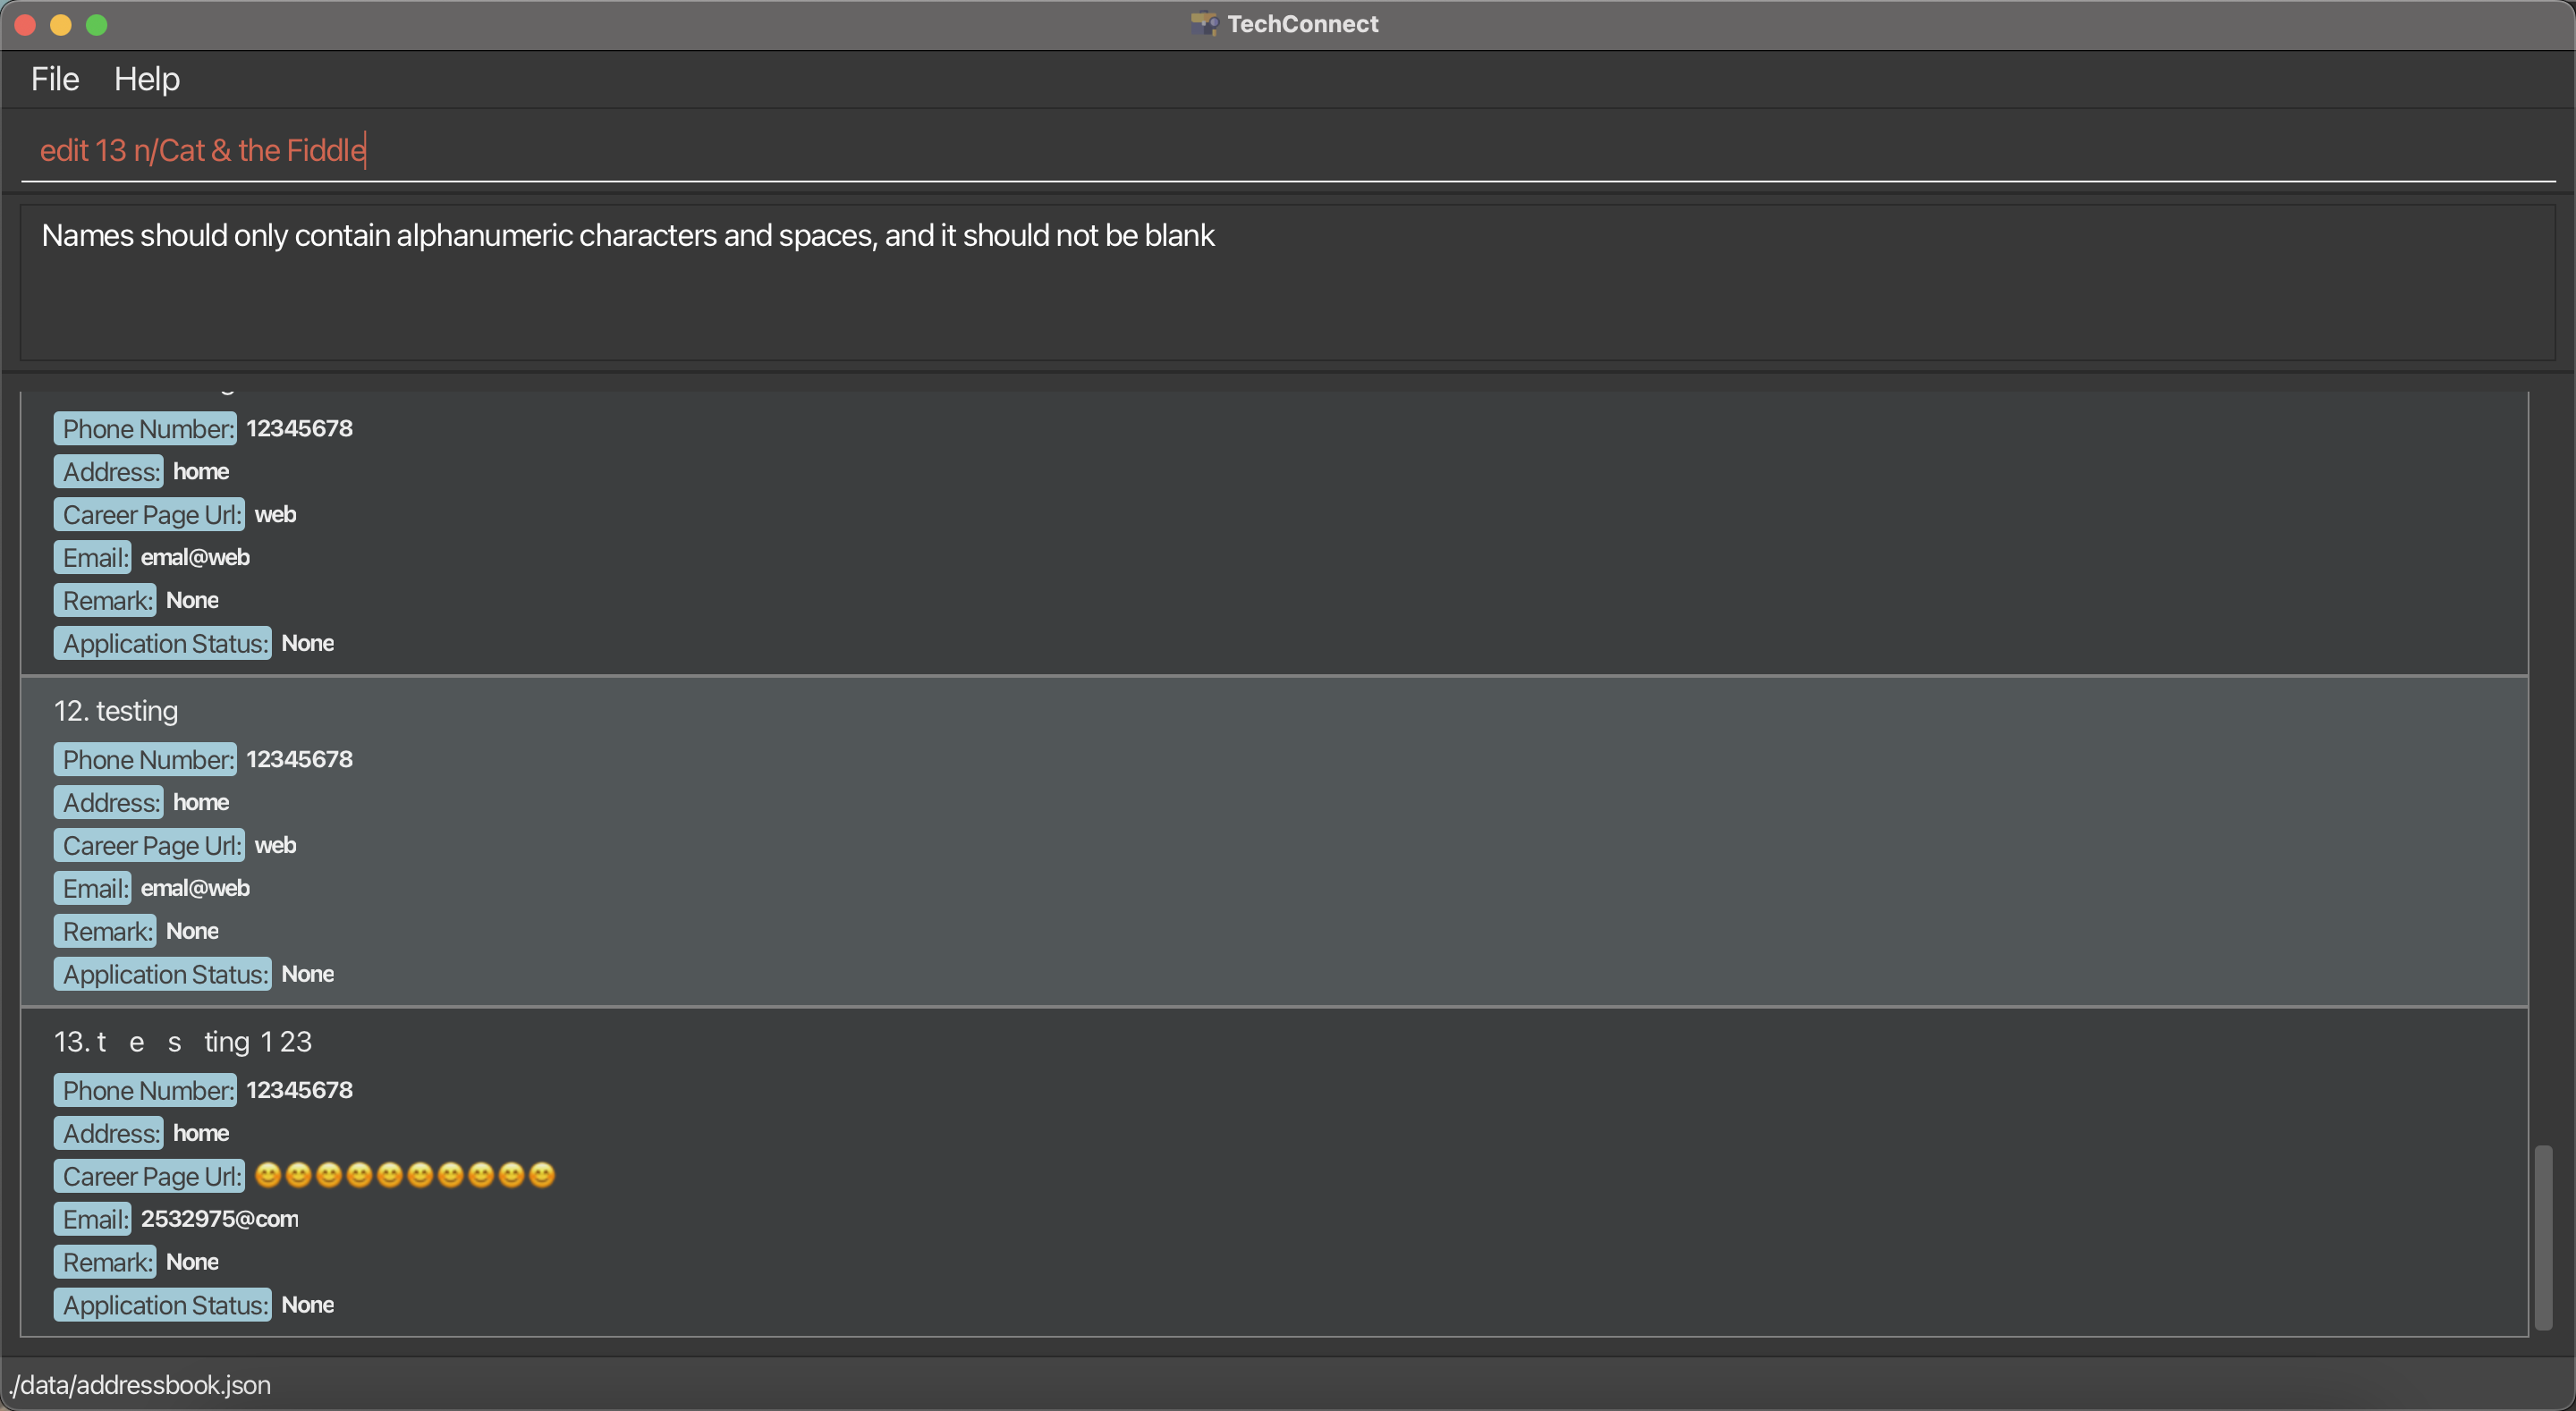 TechConnect
File Help
edit 13 n/Cat & the Fiddle
Names should only contain alphanumeric characters and spaces, and it should not be blank
Phone Number: 12345678
Address: home
Career Page Url: web
Email: emal@web
Remark: None
Application Status: None
12. testing
Phone Number: 12345678
Address: home
Career Page Url: web
Email: emal@web
Remark: None
Application Status: None
13. t e s ting 1 23
Phone Number: 12345678
Address: home
Career Page Url: 😊😊😊😊😊😊😊😊😊😊
Email: 2532975@com
Remark: None
Application Status: None
./data/addressbook.json